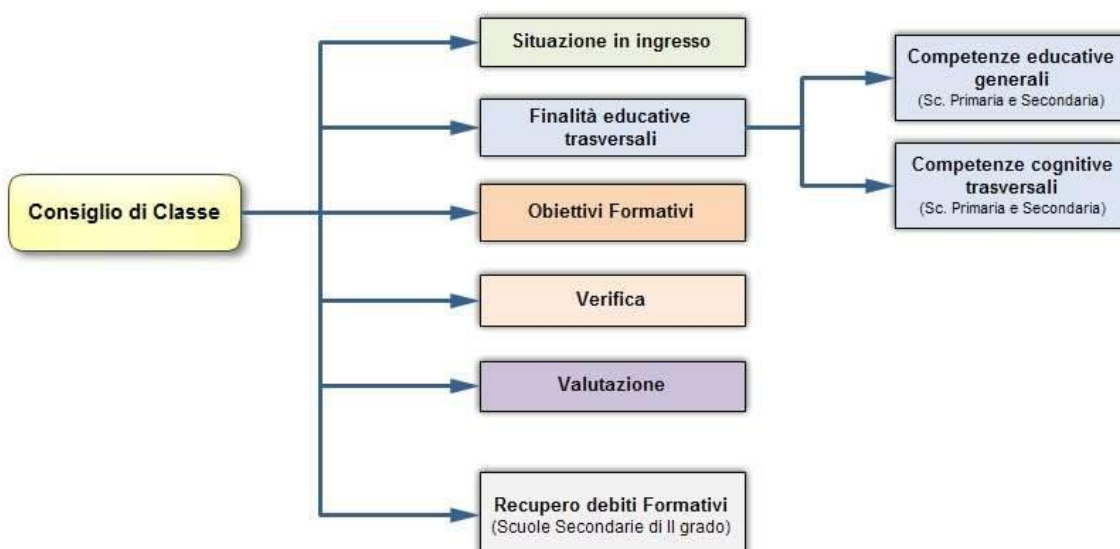 Situazione in ingresso
Finalità educative
trasversali
Competenze educative
generali
(Sc. Primaria e Secondaria)
Competenze cognitive
trasversali
(Sc. Primaria e Secondaria)
Consiglio di Classe
Obiettivi Formativi
Verifica
Valutazione
Recupero debiti Formativi
(Scuole Secondarie di II grado)